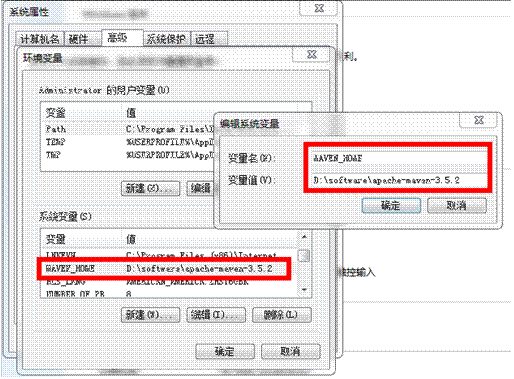 系统属性
计算机名 硬件 高级 系统保护 远程
环境变量
利。
Administrator 的用户变量(U)
变量 值
Path C:\Program Files\
TEMP %USERPROFILE%\AppD
TMP %USERPROFILE%\AppD
新建(N)... 编辑
编辑系统变量
变量名(N): MAVEN_HOME
变量值(V): D:\software\apache-maven-3.5.2
确定 取消
系统变量(S)
变量 值
C:\Program Files (x86)\Internet
MAVEN_HOME D:\software\apache-maven-3.5.2
NLS_LANG AMERICAN_AMERICA.ZHS16GBK
NUMBER_OF_PR 8
控输入
新建(W)... 编辑(I)... 删除(L)
确定 取消